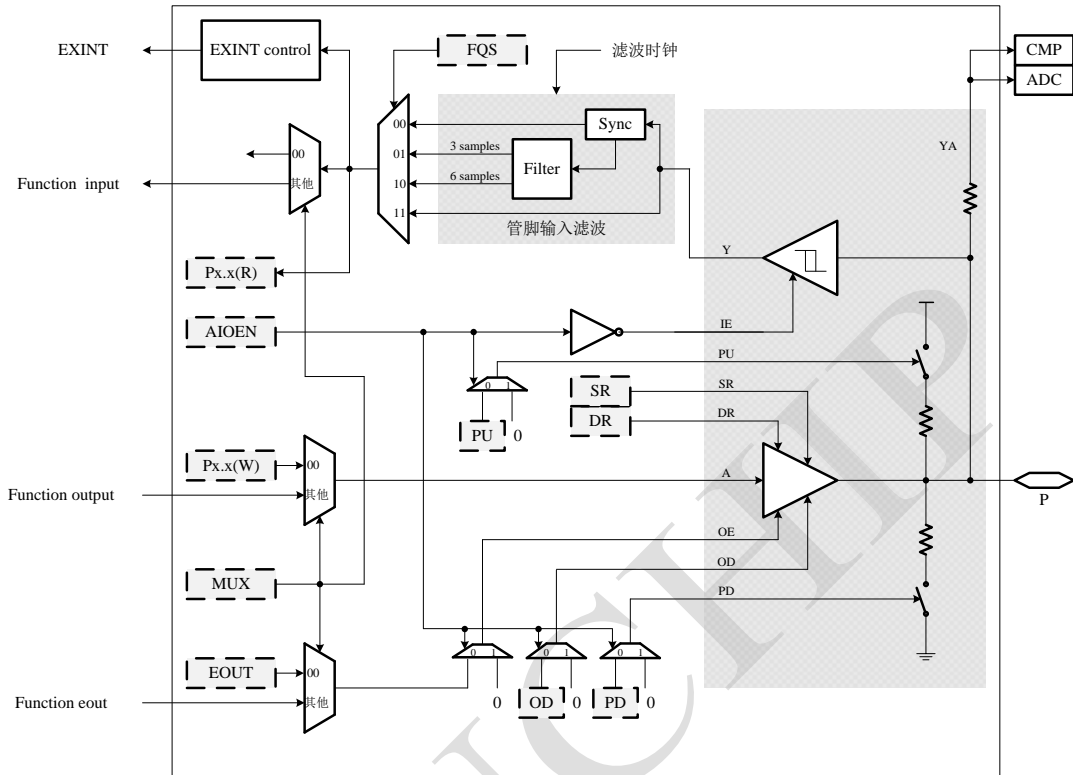 EXINT
EXINT control
FQS
滤波时钟
CMP
ADC
YA
00
01
10
11
3 samples
6 samples
Sync
Filter
管脚输入滤波
00
其他
Function input
Y
Px.x(R)
AIOEN
IE
PU
0 1
PU
0
SR
DR
SR
DR
Px.x(W)
00
其他
Function output
A
P
OE
OD
PD
MUX
EOUT
00
其他
Function eout
0 1
0
0 1
OD
0
0 1
PD
0